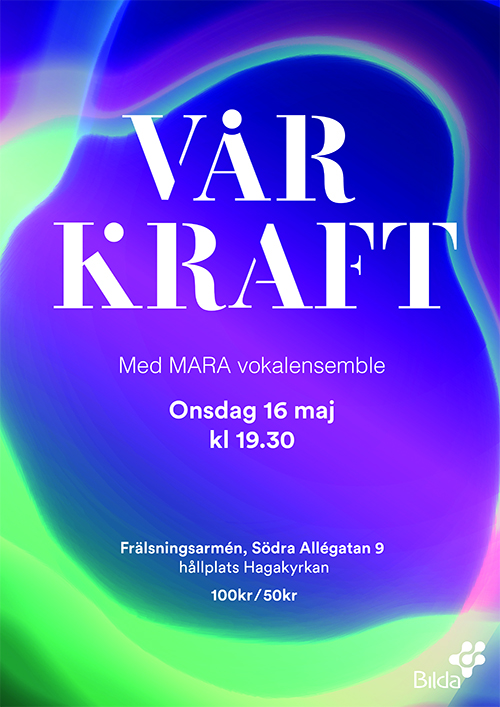 VÅR
KRAFT
Med MARA vokalensemble
Onsdag 16 maj
kl 19.30
Frälsningsarmén, Södra Allégatan 9
hållplats Hagakyrkan
100kr/50kr
Bilda